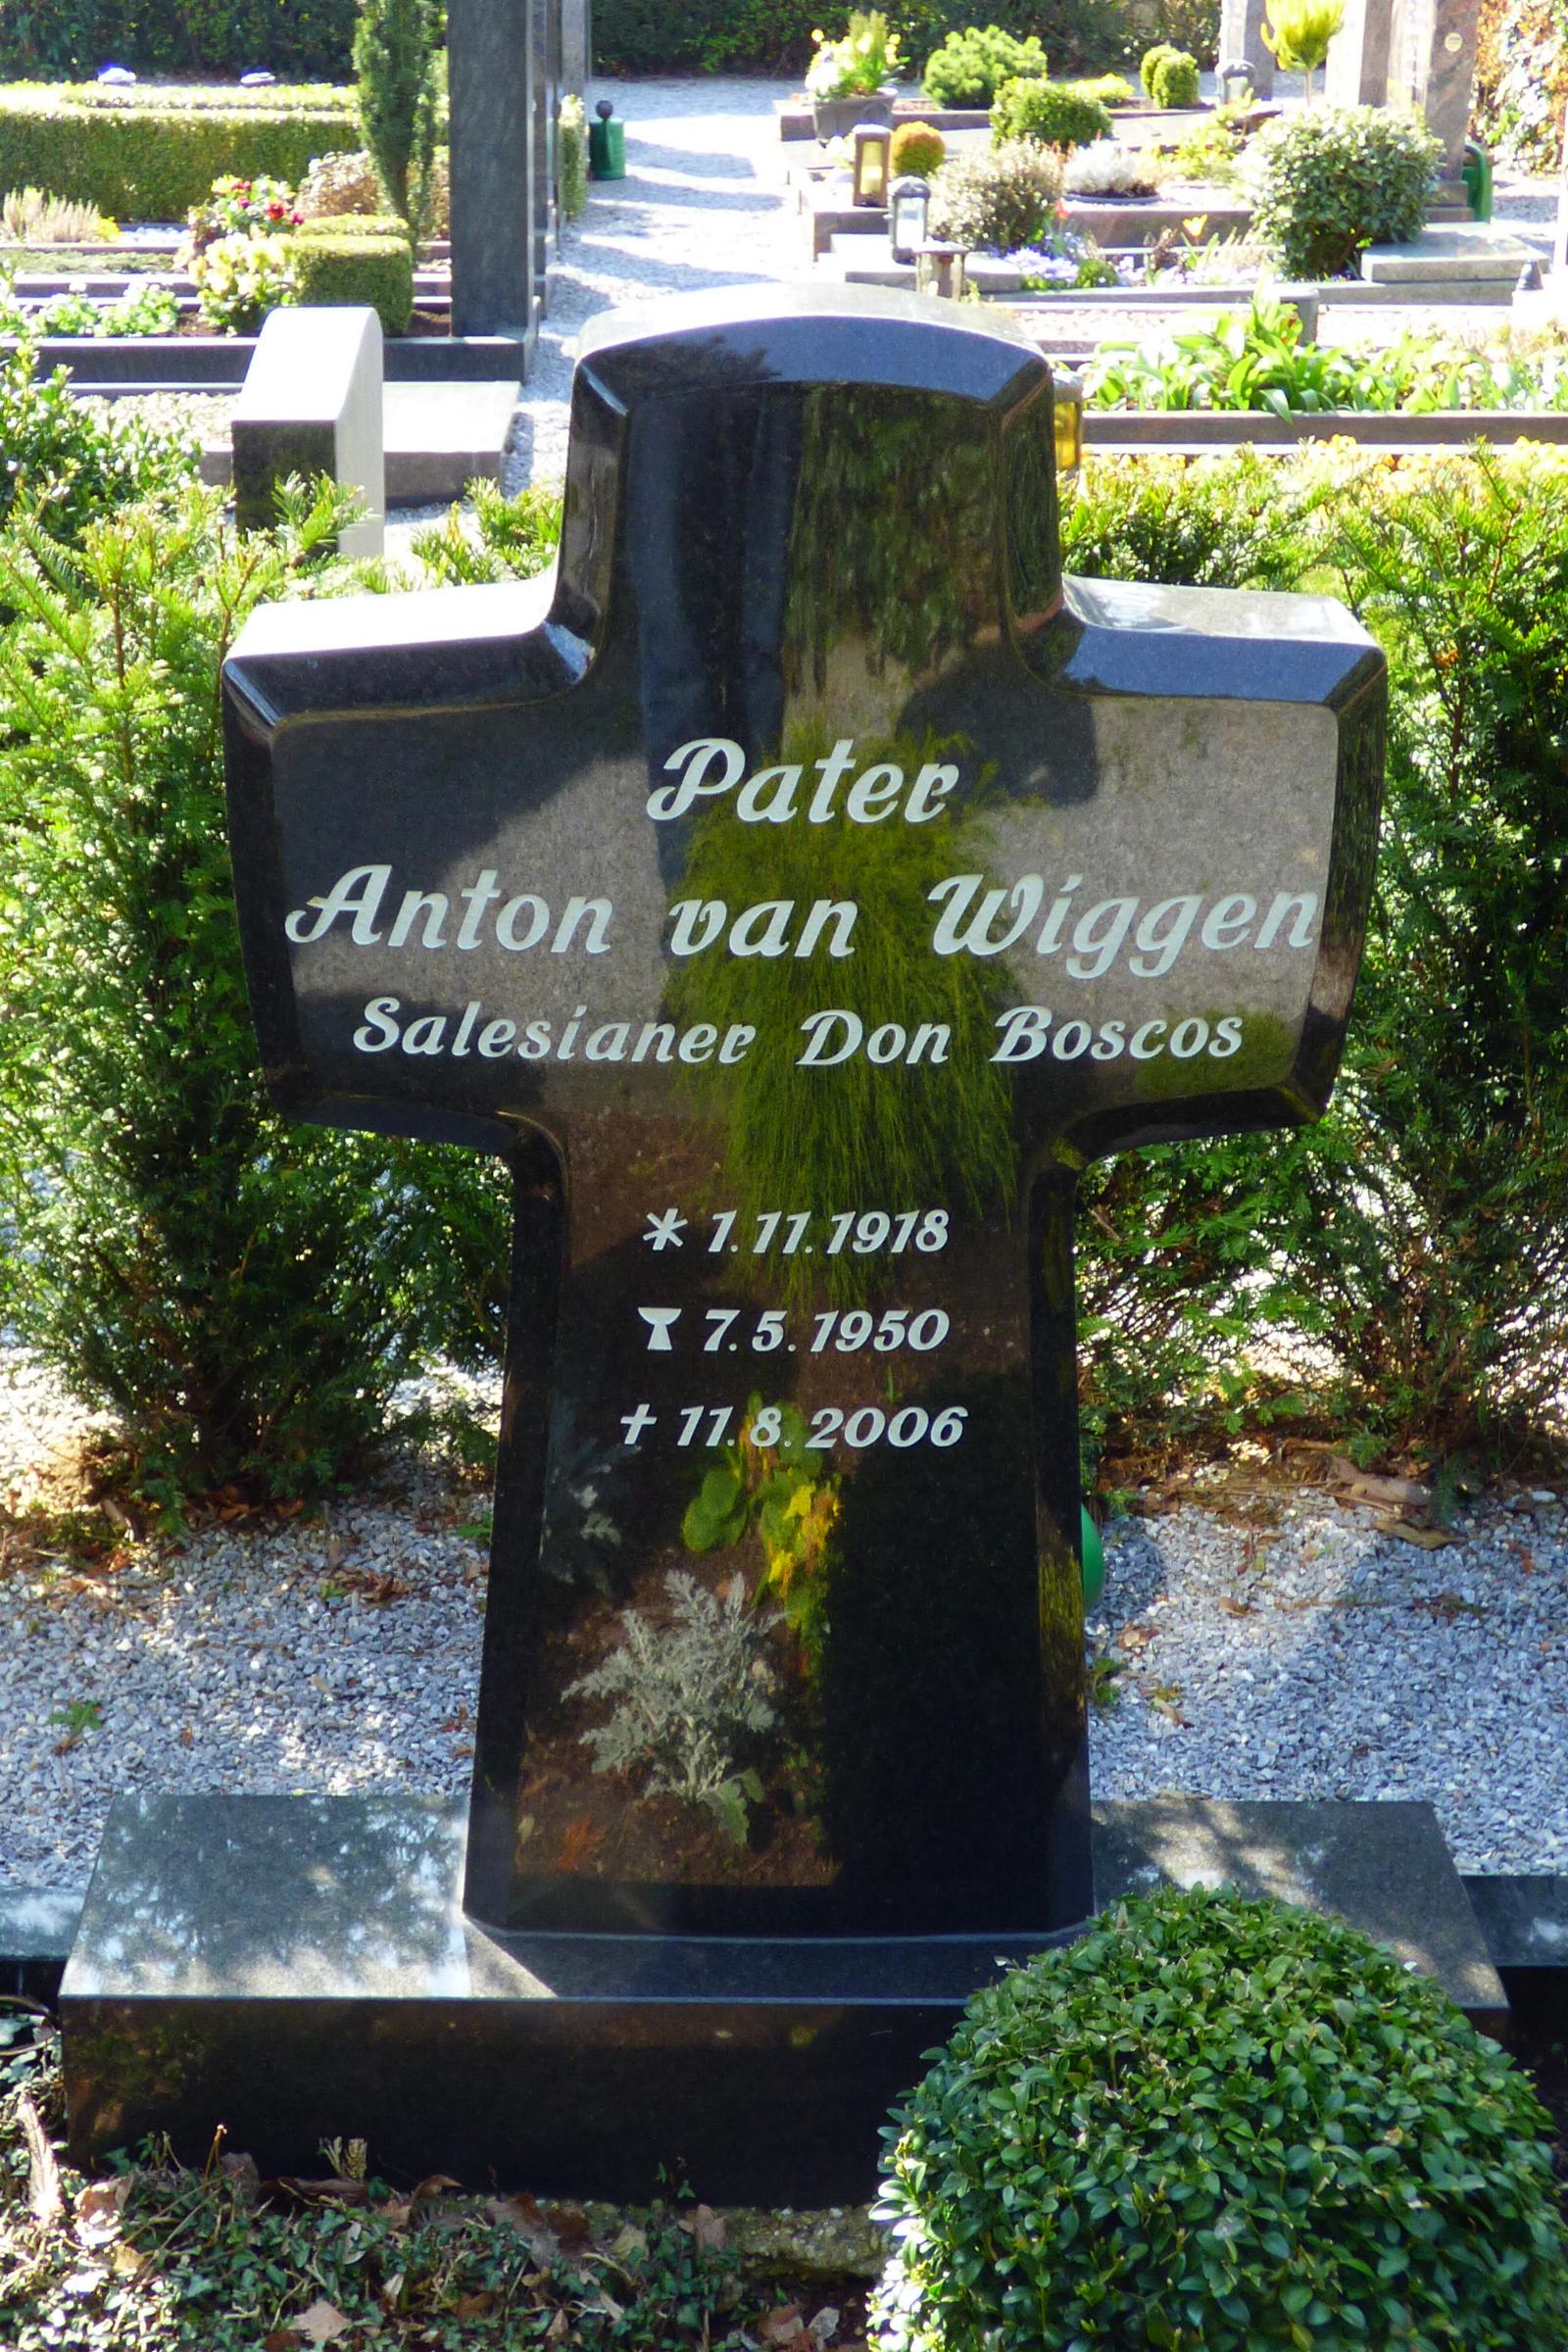 Pater
Anton van Wiggen
Salesianer Don Boscos
* 1.11.1918
7.5.1950
† 11.8.2006